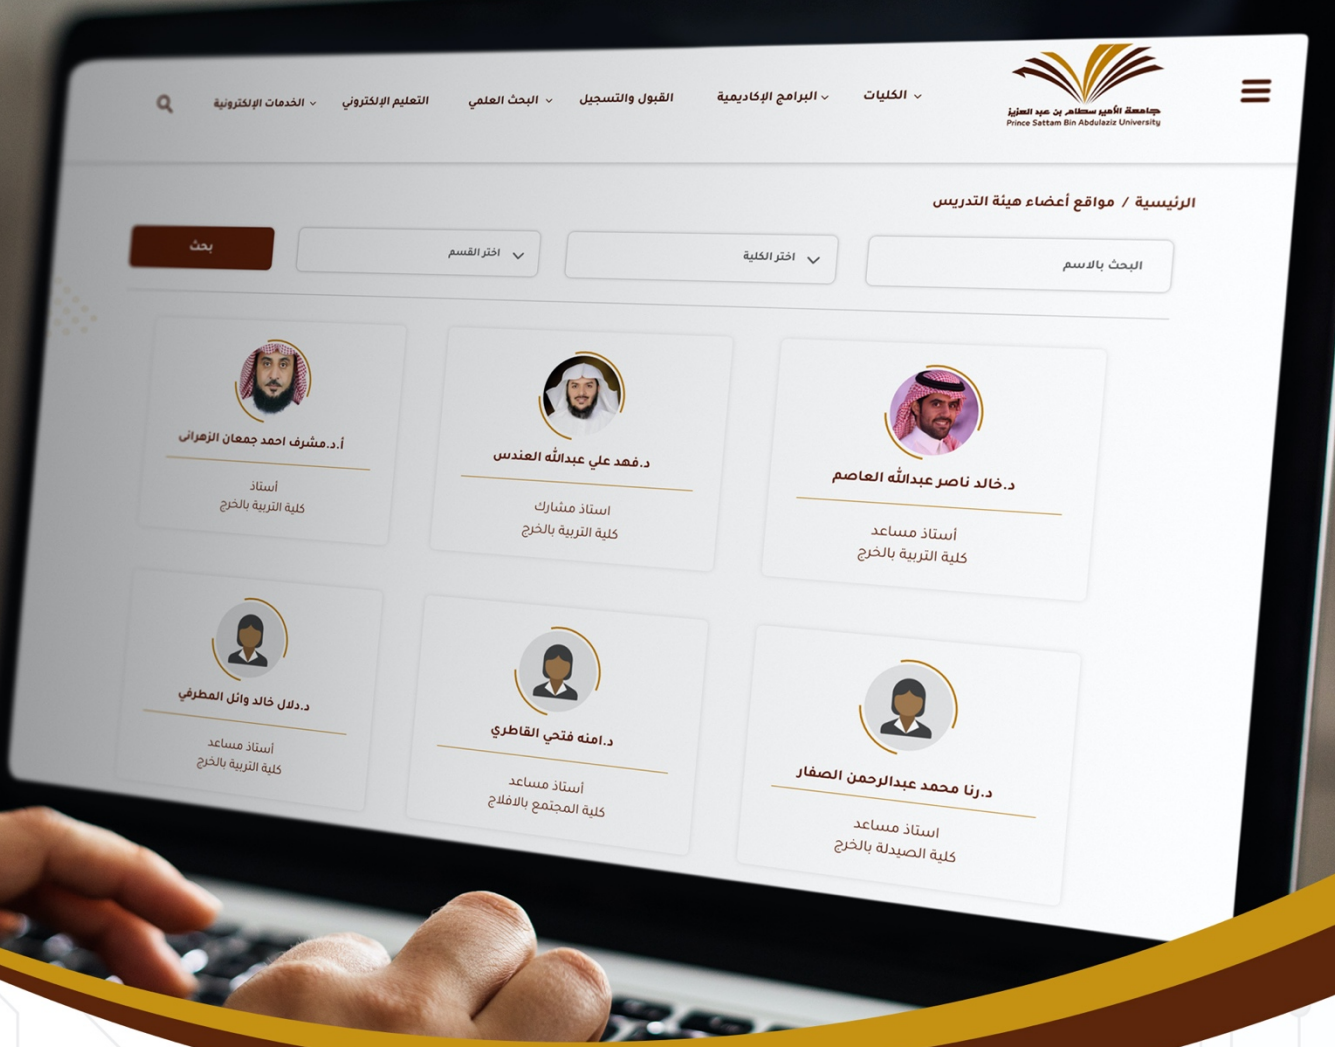 جامعة الأمير سطام بن عبد العزيز
Prince Sattam Bin Abdulaziz University
الكليات
البرامج الإكاديمية
القبول والتسجيل
البحث العلمي
التعليم الإلكتروني
الخدمات الإلكترونية
الرئيسية / مواقع أعضاء هيئة التدريس
البحث بالاسم
اختر الكلية
اختر القسم
بحث
د.خالد ناصر عبدالله العاصم
أستاذ مساعد
كلية التربية بالخرج
د.فهد علي عبدالله العندس
استاذ مشارك
كلية التربية بالخرج
أ.د.مشرف احمد جمعان الزهرانى
أستاذ
كلية التربية بالخرج
د.رنا محمد عبدالرحمن الصفار
استاذ مساعد
كلية الصيدلة بالخرج
د.امنه فتحي القاطري
أستاذ مساعد
كلية المجتمع بالافلاج
د.دلال خالد وائل المطرفي
أستاذ مساعد
كلية التربية بالخرج